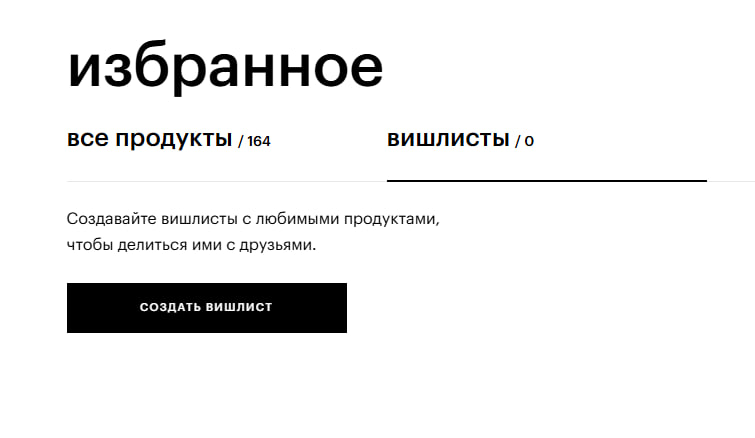 избранное
все продукты / 164
вишлисты / 0
Создавайте вишлисты с любимыми продуктами,
чтобы делиться ими с друзьями.
СОЗДАТЬ ВИШЛИСТ